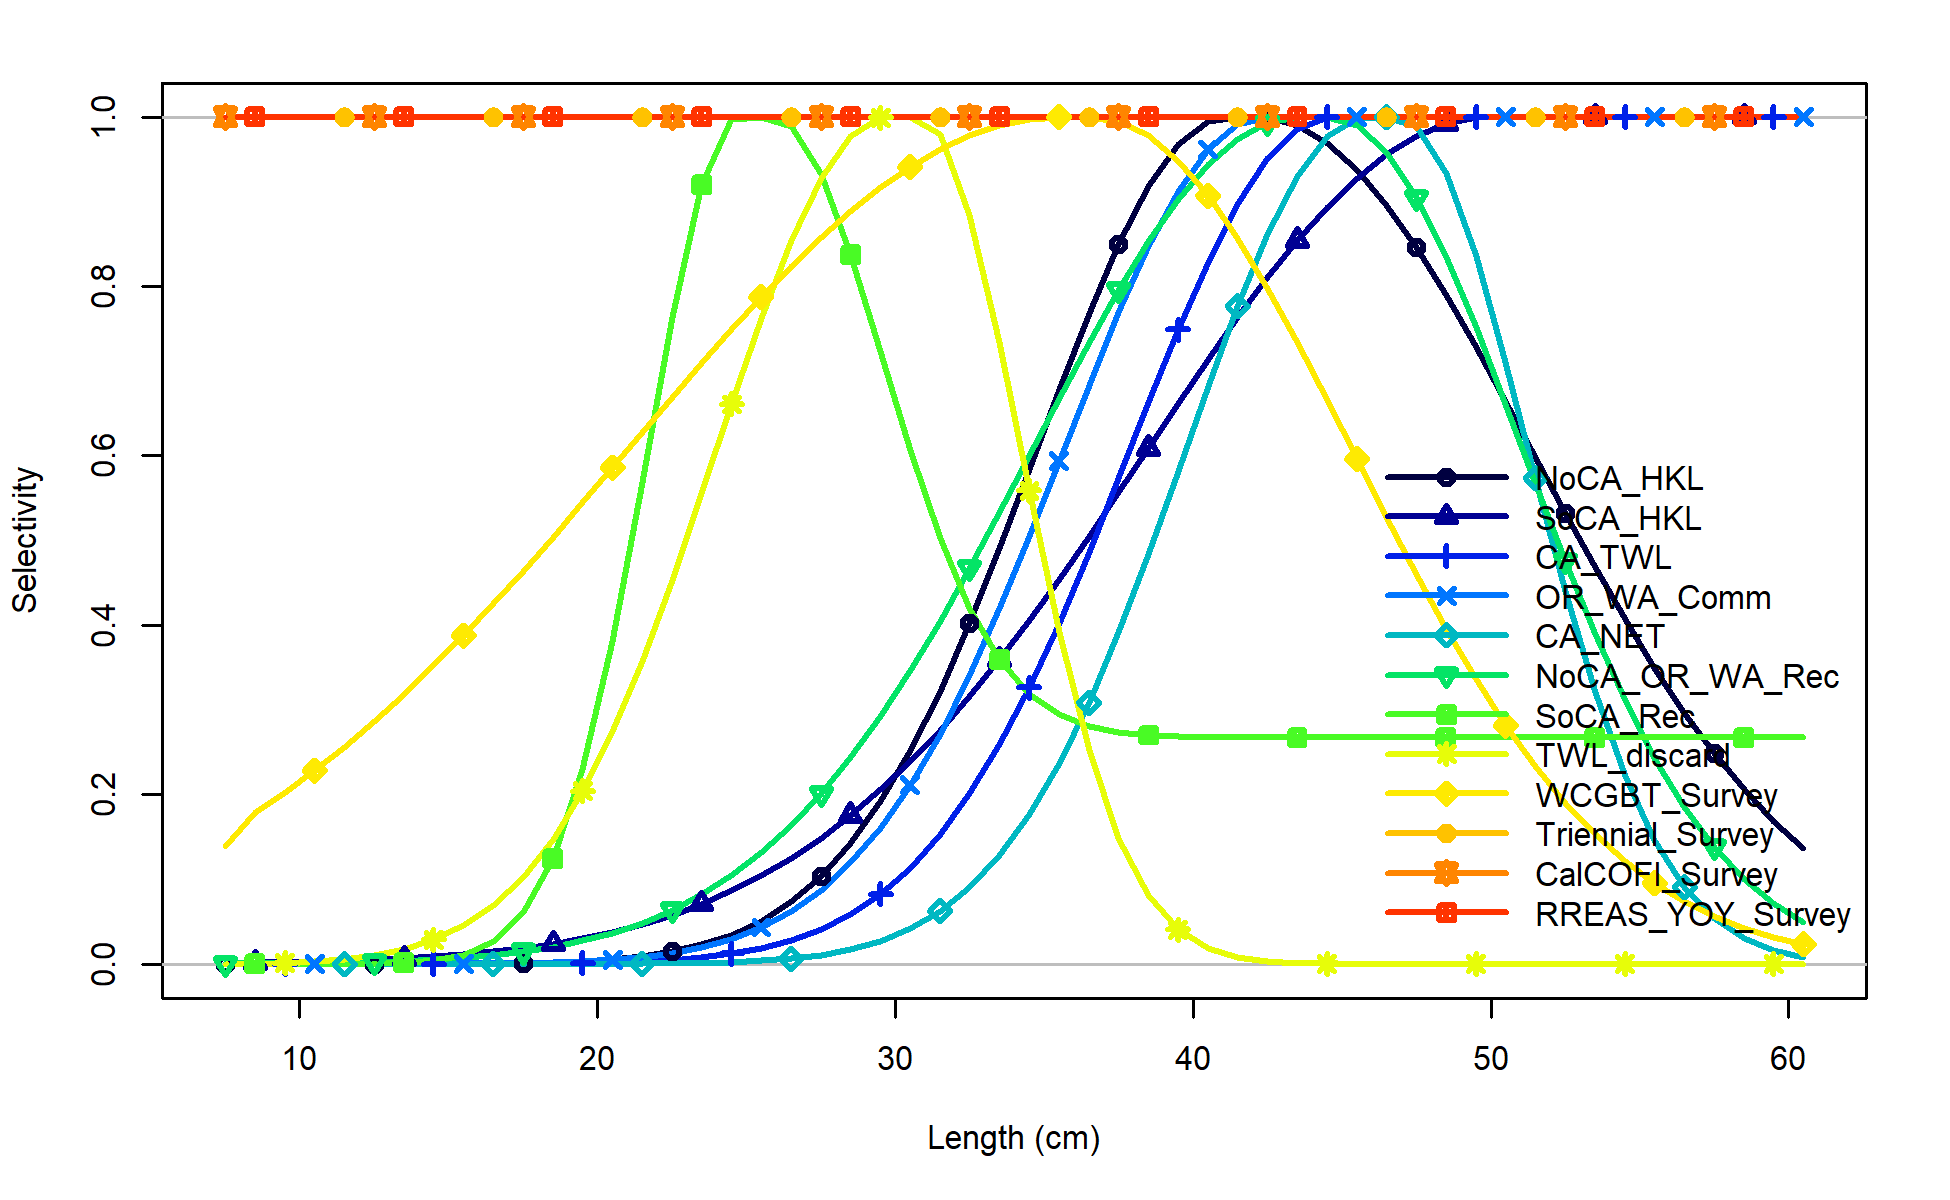 Selectivity
1.0
0.8
0.6
0.4
0.2
0.0
NoCA_HKL
SoCA_HKL
CA_TWL
OR_WA_Comm
CA_NET
NoCA_OR_WA_Rec
SoCA_Rec
TWL_discard
WCGBT_Survey
Triennial_Survey
CalCOFI_Survey
RREAS_YOY_Survey
10 20 30 40 50 60
Length (cm)